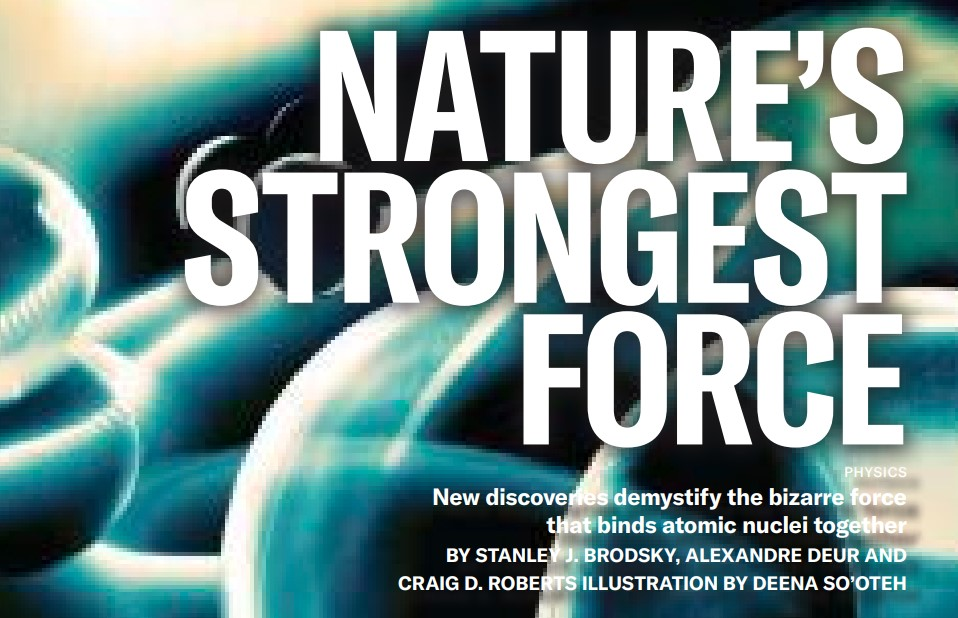 NATURE’S
STRONGEST
FORCE
PHYSICS
New discoveries demystify the bizarre force
that binds atomic nuclei together
BY STANLEY J. BRODSKY, ALEXANDRE DEUR AND
CRAIG D. ROBERTS ILLUSTRATION BY DEENA SO’OTEH